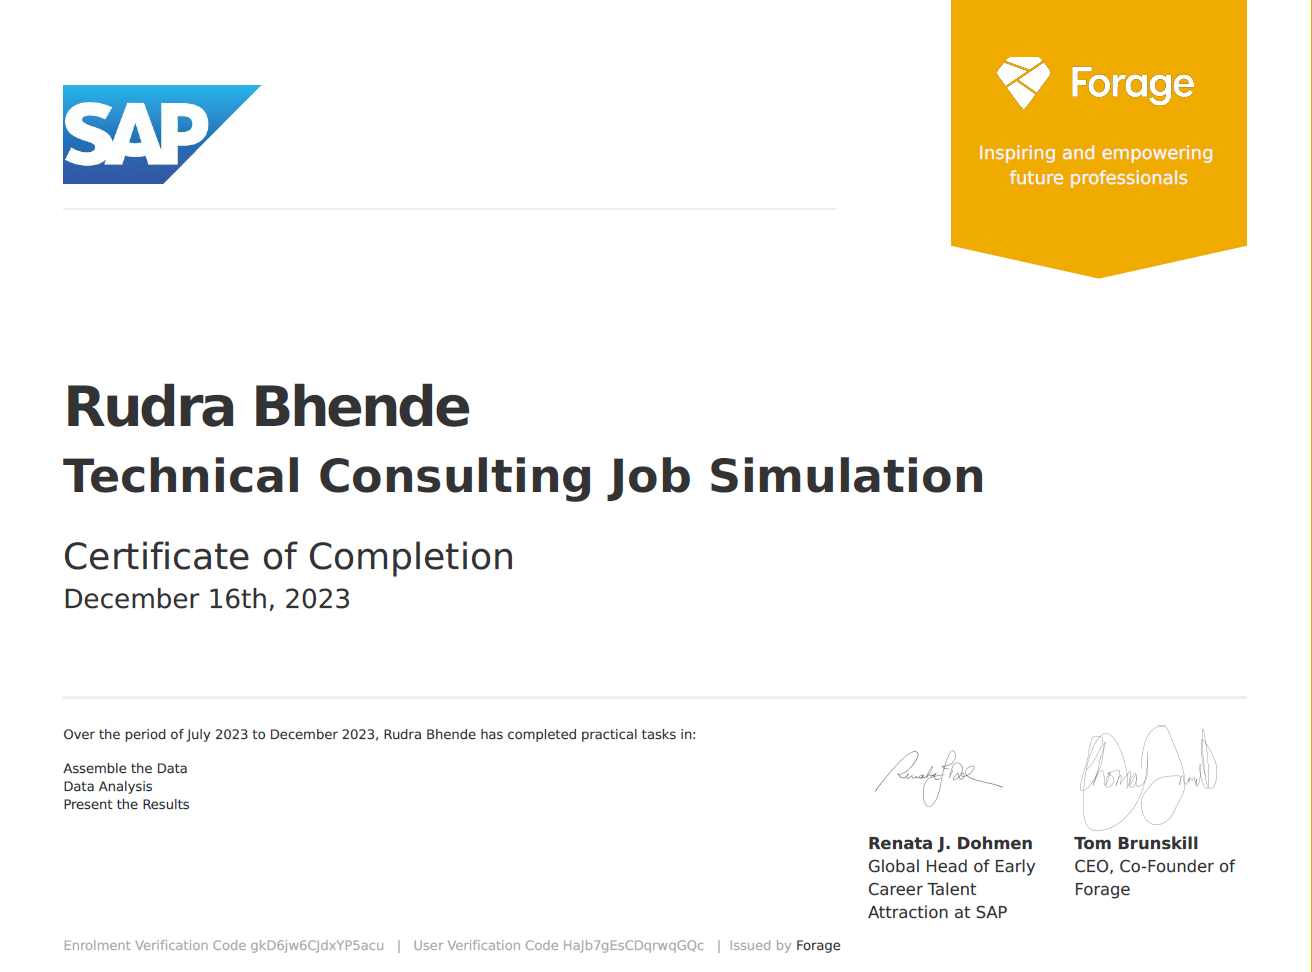 SAP
Forage
Inspiring and empowering
future professionals
Rudra Bhende
Technical Consulting Job Simulation
Certificate of Completion
December 16th, 2023
Over the period of July 2023 to December 2023, Rudra Bhende has completed practical tasks in:
Assemble the Data
Data Analysis
Present the Results
Renata J. Dohmen
Global Head of Early
Career Talent
Attraction at SAP
Tom Brunskill
CEO, Co-Founder of
Forage
Enrolment Verification Code gkD6jw6CJdxYP5acu | User Verification Code HaJb7gEsCDqrwqGQc | Issued by Forage